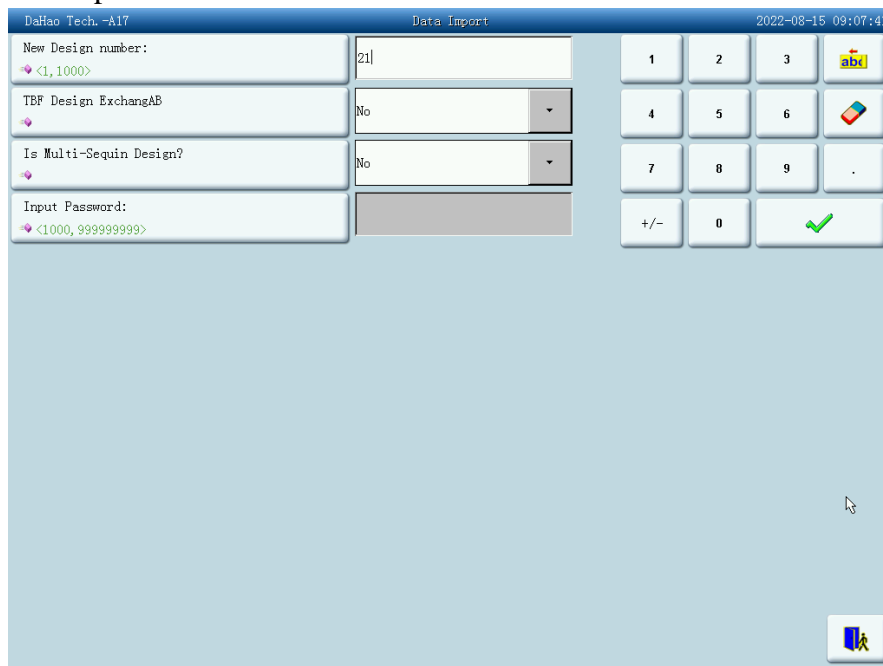 DaHao Tech. -A17 Data Import 2022-08-15 09:07:4
New Design number:
<1,1000>
21
1 2 3 abc
TBF Design ExchangAB
No
4 5 6
Is Multi-Sequin Design?
No
7 8 9 .
Input Password:
<1000,999999999>
+/- 0